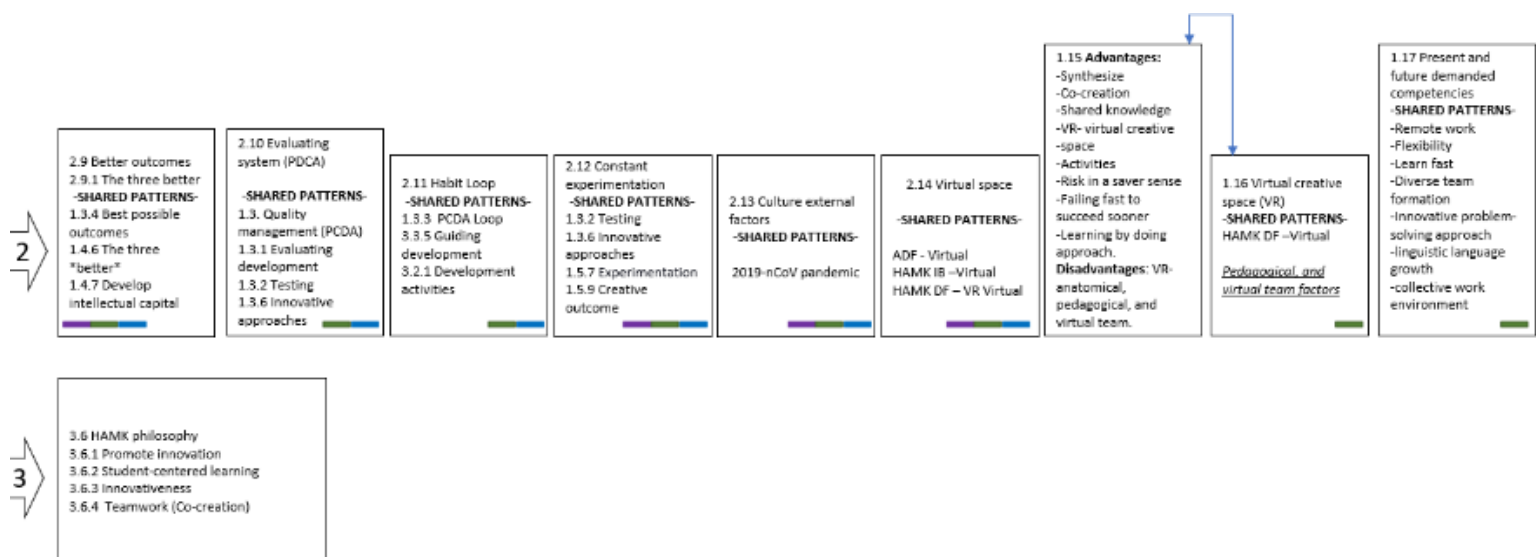 2
2.9 Better outcomes
2.9.1 The three better
-SHARED PATTERNS-
1.3.4 Best possible
outcomes
1.4.6 The three
*better*
1.4.7 Develop
intellectual capital
2.10 Evaluating
system (PDCA)
-SHARED PATTERNS-
1.3. Quality
management (PCDA)
1.3.1 Evaluating
development
1.3.2 Testing
1.3.6 Innovative
approaches
2.11 Habit Loop
-SHARED PATTERNS-
1.3.3 PCDA Loop
3.3.5 Guiding
development
3.2.1 Development
activities
2.12 Constant
experimentation
-SHARED PATTERNS-
1.3.2 Testing
1.3.6 Innovative
approaches
1.5.7 Experimentation
1.5.9 Creative
outcome
2.13 Culture external
factors
-SHARED PATTERNS-
2019-nCoV pandemic
2.14 Virtual space
-SHARED PATTERNS-
ADF - Virtual
HAMK IB –Virtual
HAMK DF – VR Virtual
1.15 Advantages:
-Synthesize
-Co-creation
-Shared knowledge
-VR- virtual creative
-space
-Activities
-Risk in a saver sense
-Failing fast to
succeed sooner
-Learning by doing
approach.
Disadvantages: VR-
anatomical,
pedagogical, and
virtual team.
1.16 Virtual creative
space (VR)
-SHARED PATTERNS-
HAMK DF –Virtual
Pedagogical, and
virtual team factors
1.17 Present and
future demanded
competencies
-SHARED PATTERNS-
-Remote work
-Flexibility
-Learn fast
-Diverse team
formation
-Innovative problem-
solving approach
-linguistic language
growth
-collective work
environment
3
3.6 HAMK philosophy
3.6.1 Promote innovation
3.6.2 Student-centered learning
3.6.3 Innovativeness
3.6.4 Teamwork (Co-creation)